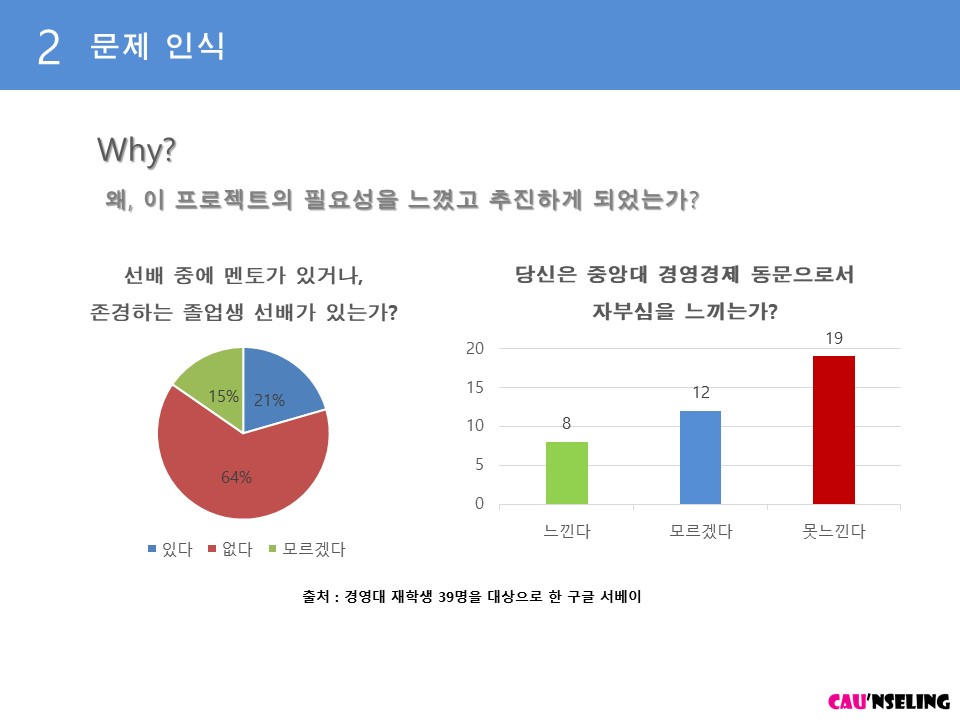 2 문제 인식
Why?
왜, 이 프로젝트의 필요성을 느꼈고 추진하게 되었는가?
선배 중에 멘토가 있거나,
존경하는 졸업생 선배가 있는가?
15%
21%
64%
있다 없다 모르겠다
당신은 중앙대 경영경제 동문으로서
자부심을 느끼는가?
20
15
10
5
0
8
12
19
느낀다 모르겠다 못느낀다
출처 : 경영대 재학생 39명을 대상으로 한 구글 서베이
CAU'NSELING